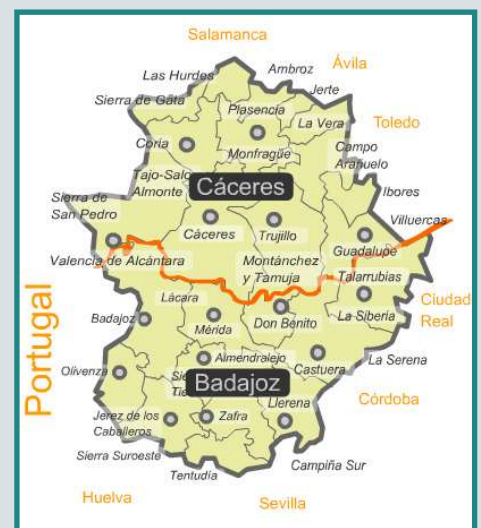 Salamanca
Ávila
Ambroz
Las Hurdes
Jerte
Sierra de Gata
Plasencia
La Vera
Toledo
Coria
Monfragüe
Campo
Arañuelo
Tajo-Salor
Almonte
Cáceres
Ibores
Sierra de
San Pedro
Villuercas
Cáceres
Trujillo
Guadalupe
Valencia de Alcántara
Montánchez
y Tamuja
Talarrubias
Portugal
Lácara
Ciudad
Real
Badajoz
Mérida
Don Benito
La Siberia
Almendralejo
La Serena
Olivenza
Badajoz
Castuera
Córdoba
Jerez de los
Caballeros
Zafra
Llerena
Sierra Suroeste
Tentudía
Campiña Sur
Huelva
Sevilla